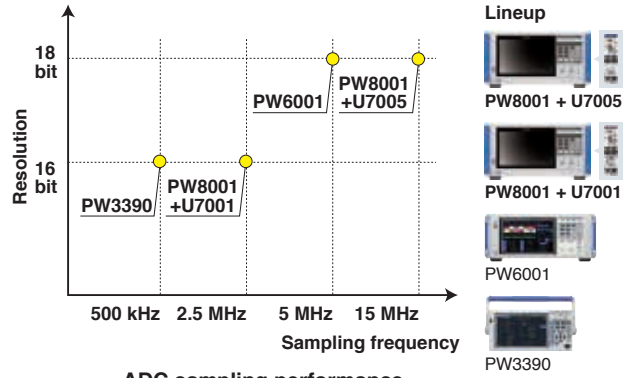 18
bit
16
bit
Resolution
PW3390
PW8001
+U7001
PW6001
PW8001
+U7005
500 kHz 2.5 MHz 5 MHz 15 MHz
Sampling frequency
ADC sampling performance
Lineup
PW8001 + U7005
PW8001 + U7001
PW6001
PW3390